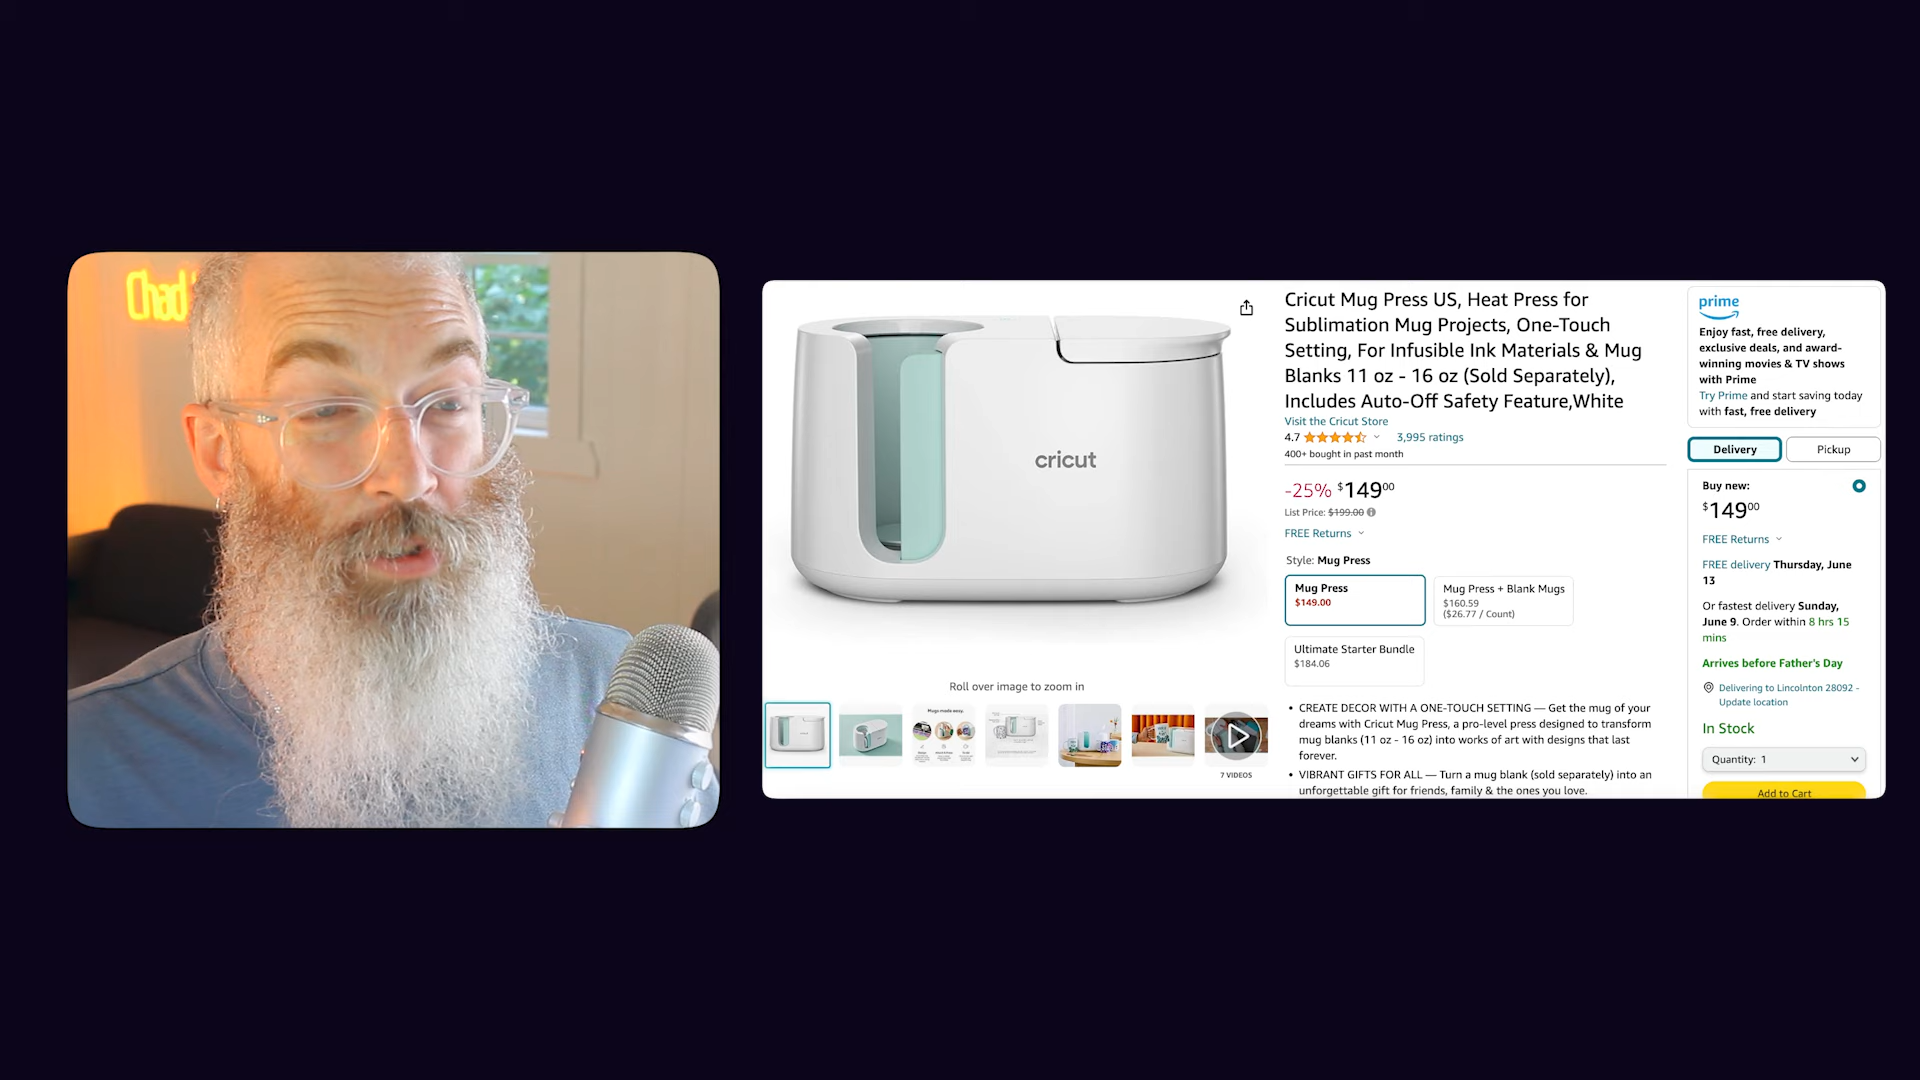 Chad
cricut
Roll over image to zoom in
Mugs made easy.
7 VIDEOS
Cricut Mug Press US, Heat Press for
Sublimation Mug Projects, One-Touch
Setting, For Infusible Ink Materials & Mug
Blanks 11 oz - 16 oz (Sold Separately),
Includes Auto-Off Safety Feature,White
Visit the Cricut Store
4.7 3,995 ratings
400+ bought in past month
-25% $14900
List Price: $199.00
FREE Returns
Style: Mug Press
Mug Press
$149.00
Mug Press + Blank Mugs
$160.59
($26.77 / Count)
Ultimate Starter Bundle
$184.06
• CREATE DECOR WITH A ONE-TOUCH SETTING — Get the mug of your
dreams with Cricut Mug Press, a pro-level press designed to transform
mug blanks (11 oz - 16 oz) into works of art with designs that last
forever.
• VIBRANT GIFTS FOR ALL — Turn a mug blank (sold separately) into an
unforgettable gift for friends, family & the ones you love.
prime
Enjoy fast, free delivery,
exclusive deals, and award-
winning movies & TV shows
with Prime
Try Prime and start saving today
with fast, free delivery
Delivery
Pickup
Buy new:
$14900
FREE Returns
FREE delivery Thursday, June
13
Or fastest delivery Sunday,
June 9. Order within 8 hrs 15
mins
Arrives before Father's Day
Delivering to Lincolnton 28092 -
Update location
In Stock
Quantity: 1
Add to Cart